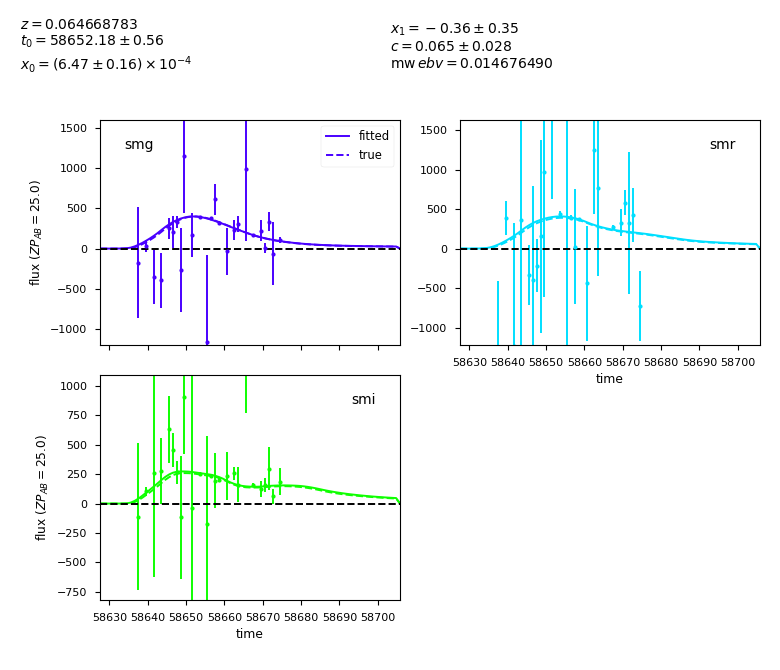 z = 0.064668783
t₀ = 58652.18 ± 0.56
x₀ = (6.47 ± 0.16) × 10⁻⁴
x₁ = −0.36 ± 0.35
c = 0.065 ± 0.028
mw ebv = 0.014676490
smg
fitted
true
flux (ZP_AB = 25.0)
1500
1000
500
0
−500
−1000
smr
1500
1000
500
0
−500
−1000
58630 58640 58650 58660 58670 58680 58690 58700
time
smi
flux (ZP_AB = 25.0)
1000
750
500
250
0
−250
−500
−750
58630 58640 58650 58660 58670 58680 58690 58700
time